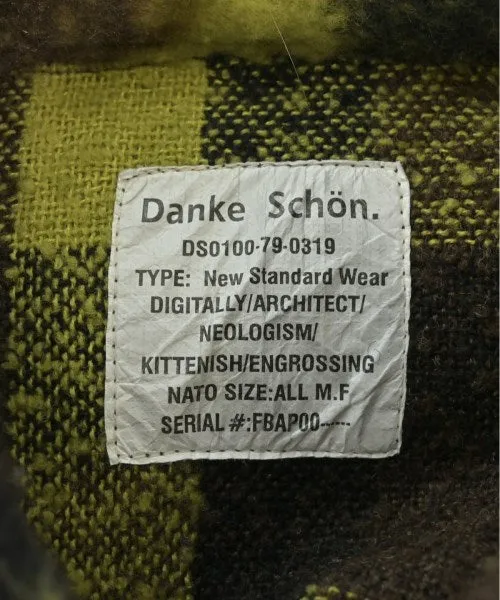 Danke Schön.
DS0100-79-0319
TYPE: New Standard Wear
DIGITALLY/ARCHITECT/
NEOLOGISM/
KITTENISH/ENGROSSING
NATO SIZE:ALL M.F
SERIAL #:FBAP00------